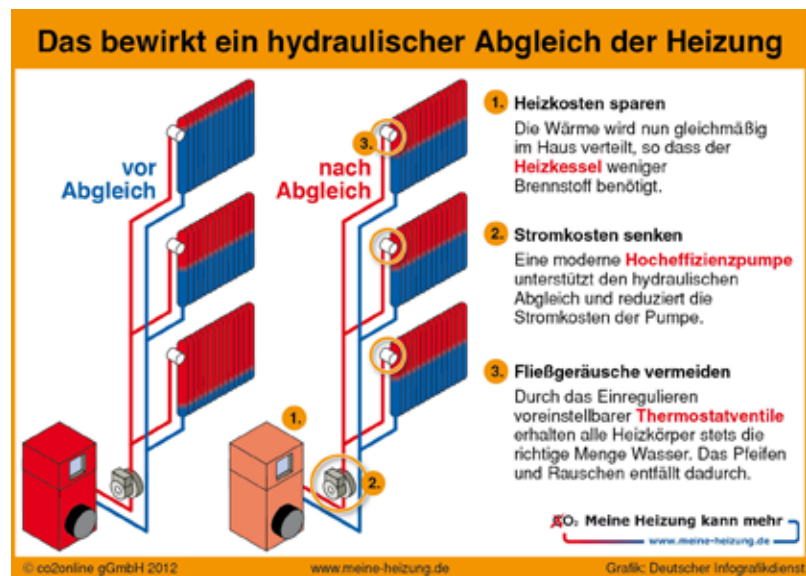 Das bewirkt ein hydraulischer Abgleich der Heizung
vor
Abgleich
nach
Abgleich
3.
1.
2.
1. Heizkosten sparen
Die Wärme wird nun gleichmäßig
im Haus verteilt, so dass der
Heizkessel weniger
Brennstoff benötigt.
2. Stromkosten senken
Eine moderne Hocheffizienzpumpe
unterstützt den hydraulischen
Abgleich und reduziert die
Stromkosten der Pumpe.
3. Fließgeräusche vermeiden
Durch das Einregulieren
voreinstellbarer Thermostatventile
erhalten alle Heizkörper stets die
richtige Menge Wasser. Das Pfeifen
und Rauschen entfällt dadurch.
CO₂ Meine Heizung kann mehr
www.meine-heizung.de
© co2online gGmbH 2012
www.meine-heizung.de
Grafik: Deutscher Infografikdienst